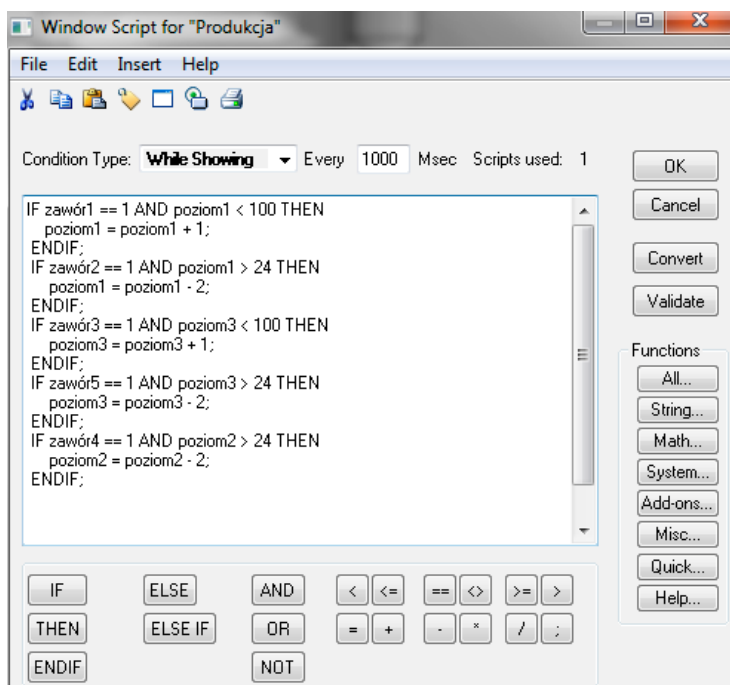 Window Script for "Produkcja"
File Edit Insert Help
Condition Type: While Showing Every 1000 Msec Scripts used: 1
OK
Cancel
Convert
Validate
IF zawór1 == 1 AND poziom1 < 100 THEN
poziom1 = poziom1 + 1;
ENDIF;
IF zawór2 == 1 AND poziom1 > 24 THEN
poziom1 = poziom1 - 2;
ENDIF;
IF zawór3 == 1 AND poziom3 < 100 THEN
poziom3 = poziom3 + 1;
ENDIF;
IF zawór5 == 1 AND poziom3 > 24 THEN
poziom3 = poziom3 - 2;
ENDIF;
IF zawór4 == 1 AND poziom2 > 24 THEN
poziom2 = poziom2 - 2;
ENDIF;
Functions
All...
String...
Math...
System...
Add-ons...
Misc...
Quick...
Help...
IF ELSE AND < <= == <> >= >
THEN ELSE IF OR = + - * / ;
ENDIF NOT